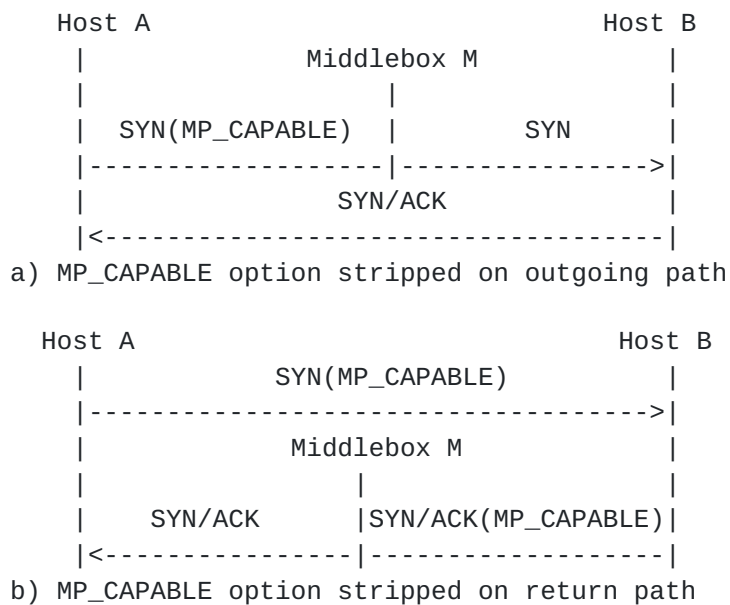 Host A Host B
Middlebox M
SYN(MP_CAPABLE) SYN
SYN/ACK
a) MP_CAPABLE option stripped on outgoing path
Host A Host B
SYN(MP_CAPABLE)
Middlebox M
SYN/ACK SYN/ACK(MP_CAPABLE)
b) MP_CAPABLE option stripped on return path